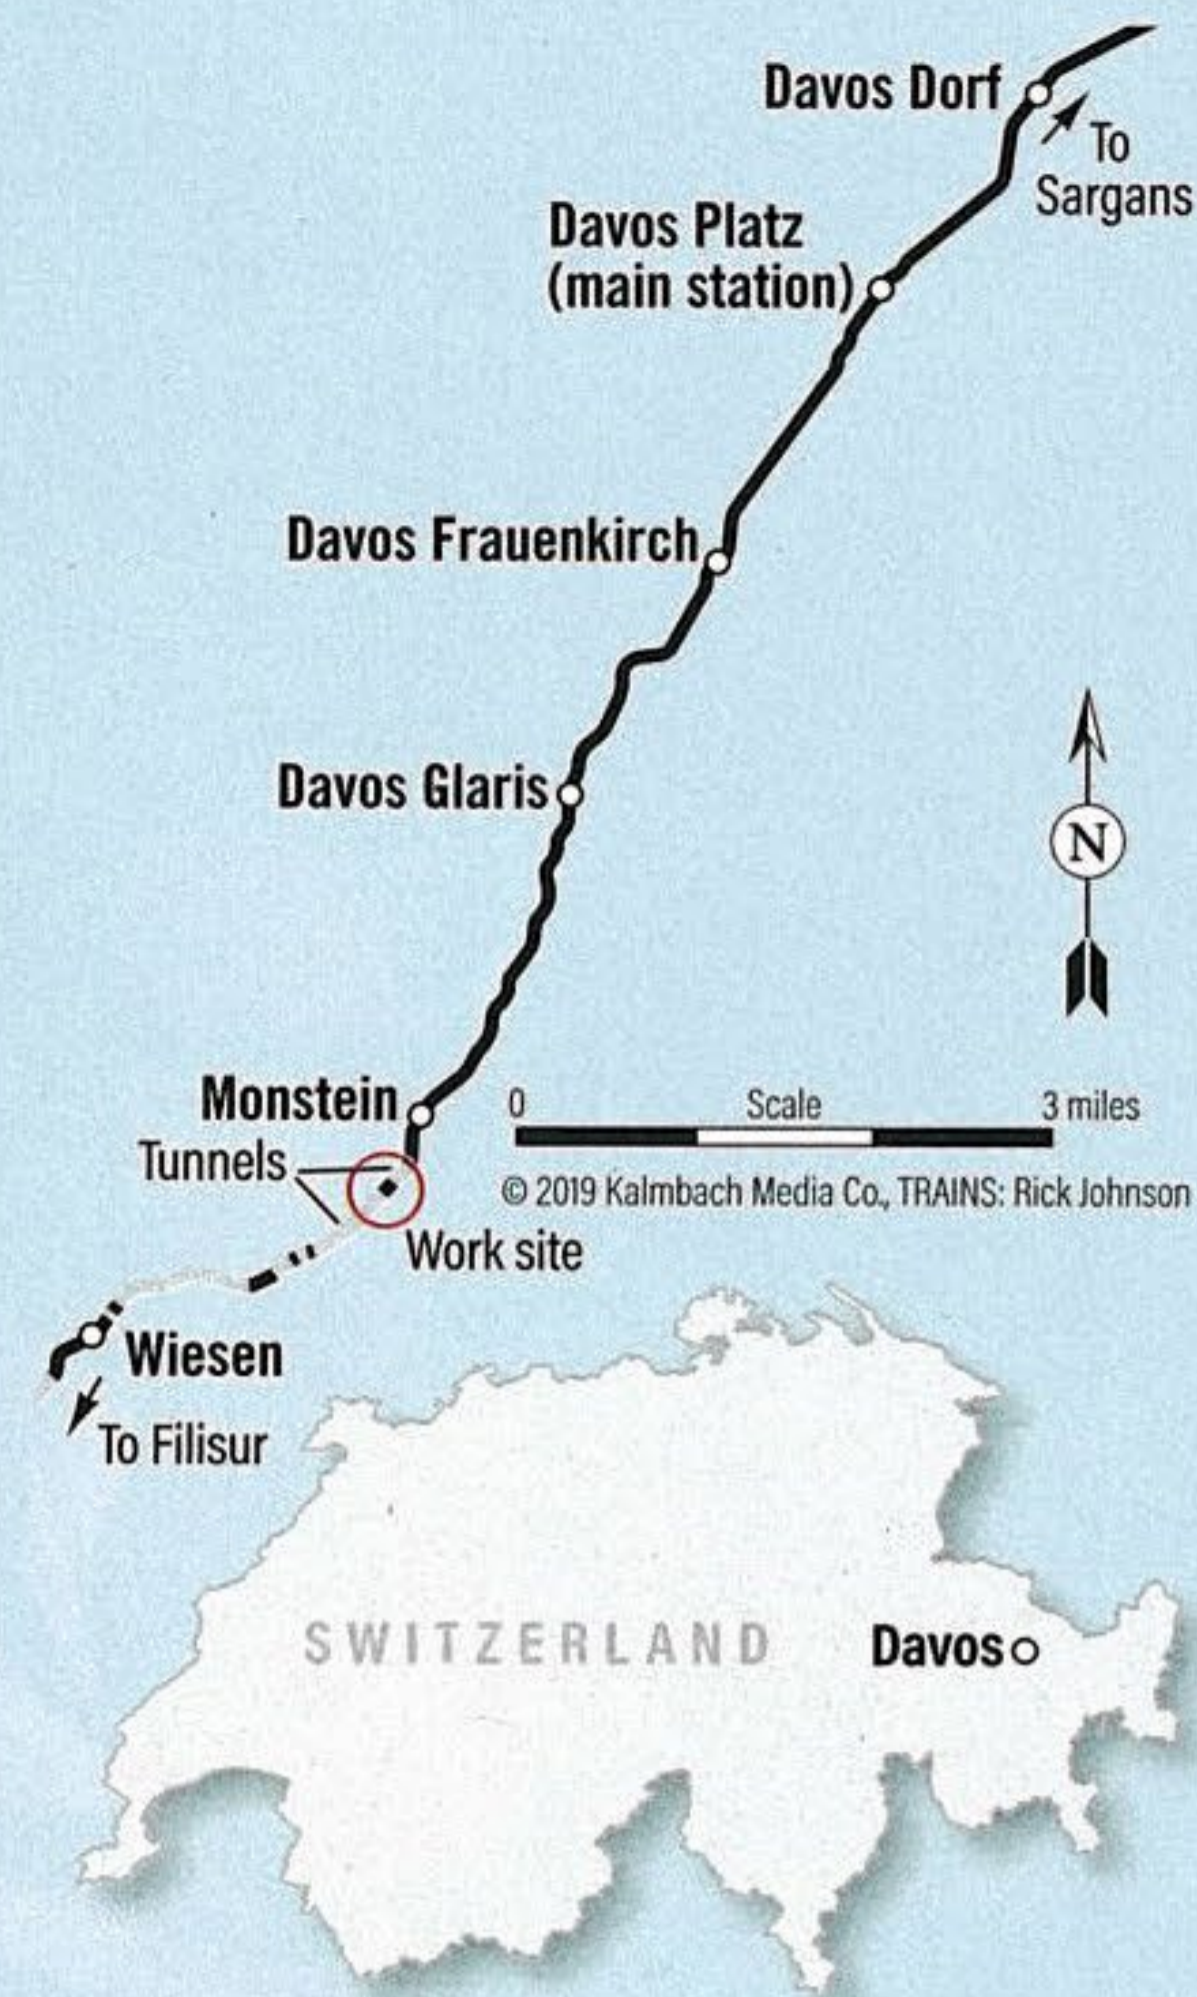 Davos Dorf
To
Sargans
Davos Platz
(main station)
Davos Frauenkirch
Davos Glaris
N
Monstein
Tunnels
0 Scale 3 miles
© 2019 Kalmbach Media Co., TRAINS: Rick Johnson
Work site
Wiesen
To Filisur
SWITZERLAND
Davos